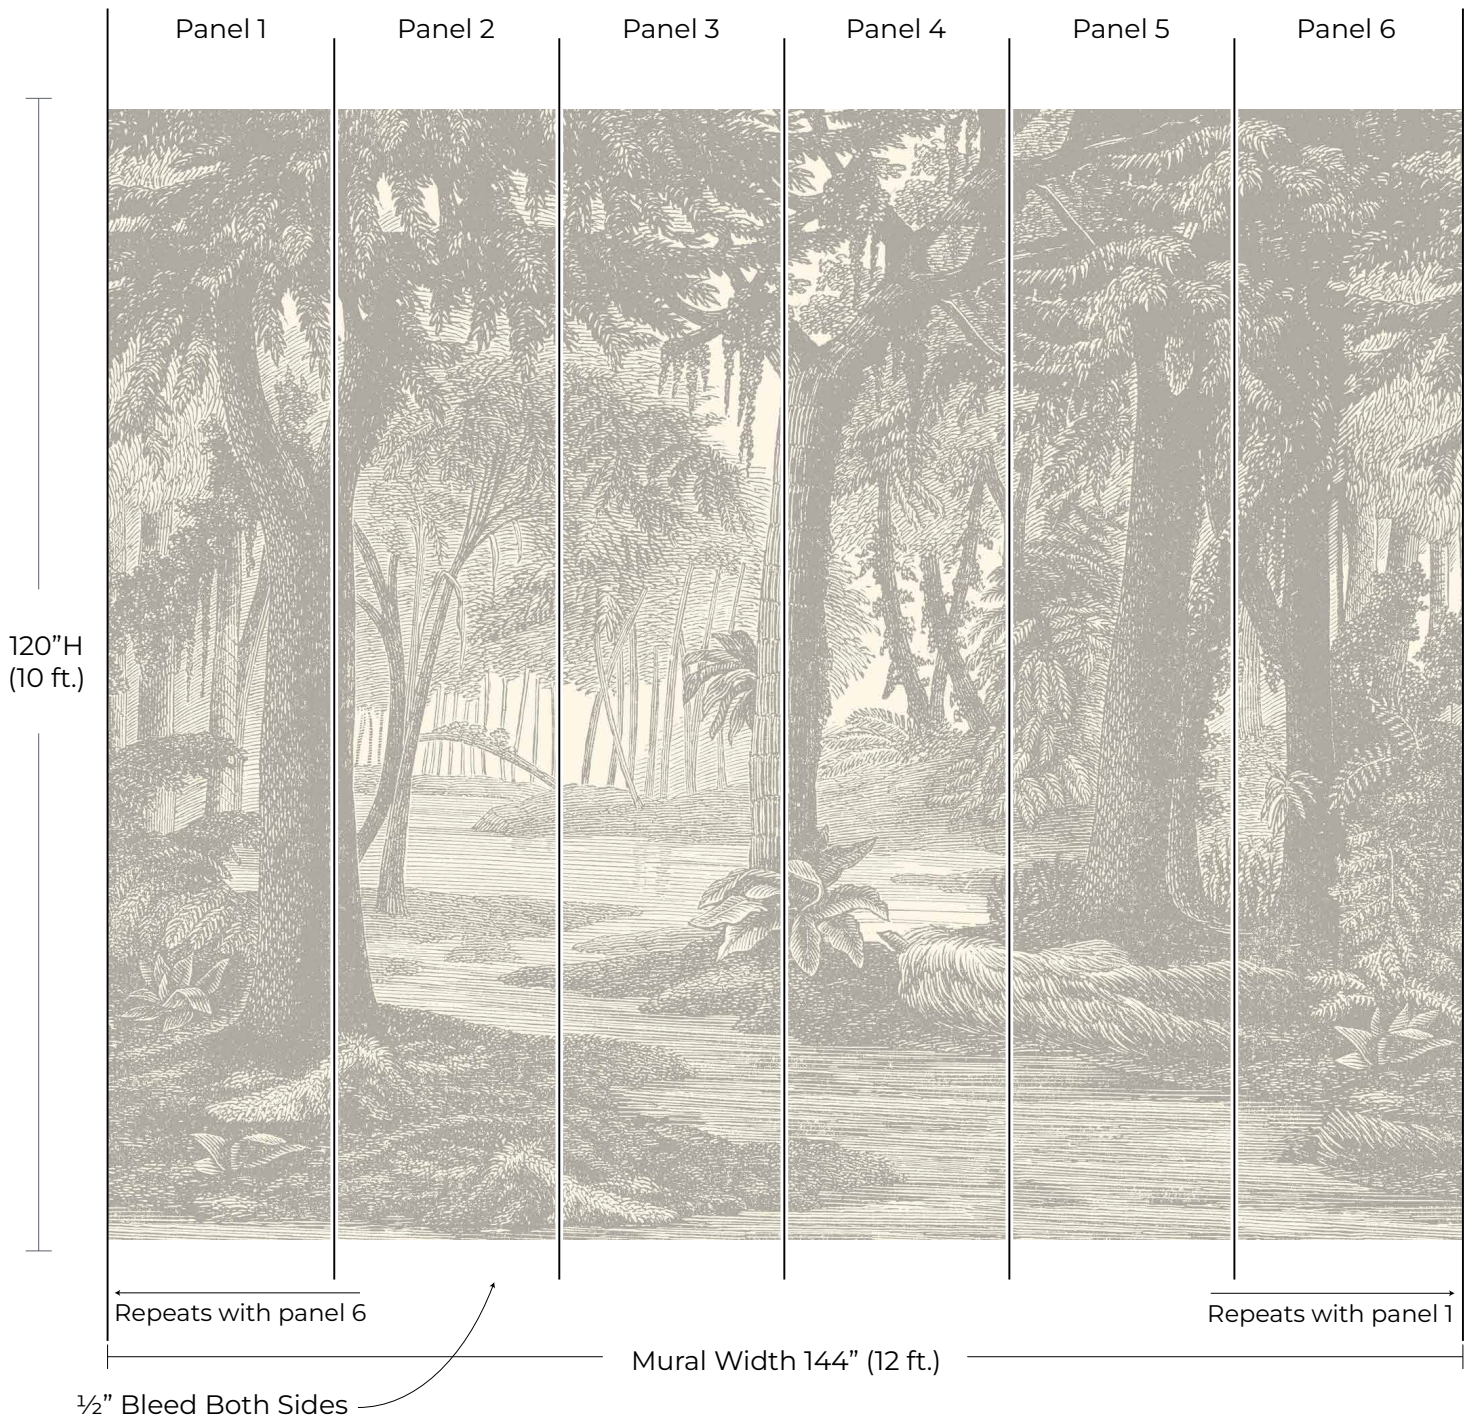 Panel 1
Panel 2
Panel 3
Panel 4
Panel 5
Panel 6
120”H
(10 ft.)
Repeats with panel 6
Repeats with panel 1
Mural Width 144” (12 ft.)
½” Bleed Both Sides